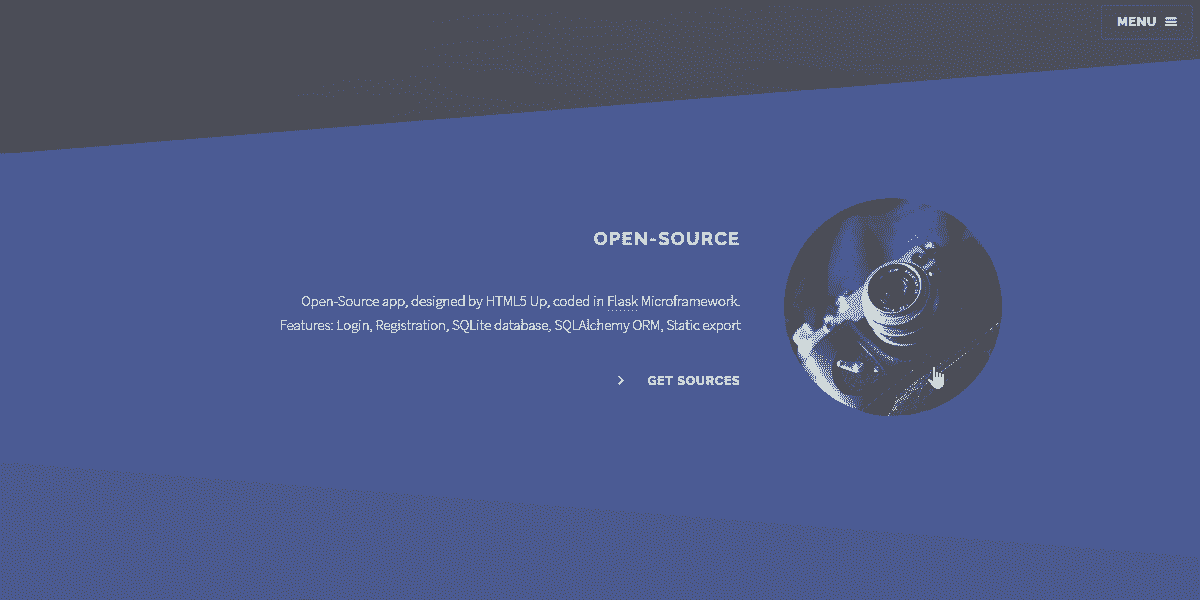 MENU
OPEN-SOURCE
Open-Source app, designed by HTML5 Up, coded in Flask Microframework.
Features: Login, Registration, SQLite database, SQLAlchemy ORM, Static export
GET SOURCES